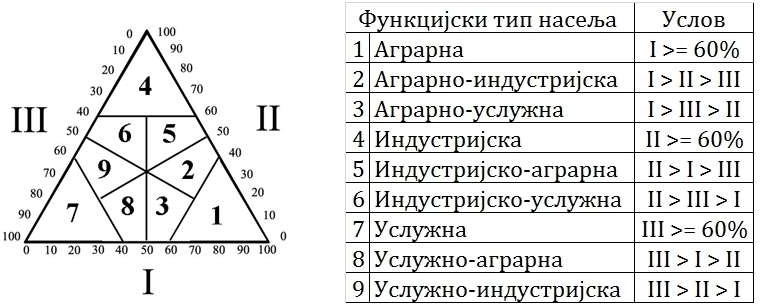 0 100
10 90
20 80
30 70
40 60
50 50
60 40
70 30
80 20
90 10
100 0
0 10 20 30 40 50 60 70 80 90 100
III
II
I
4
6 5
9 2
7 8 3 1
Функцијски тип насеља Услов
1 Аграрна I >= 60%
2 Аграрно-индустријска I > II > III
3 Аграрно-услужна I > III > II
4 Индустријска II >= 60%
5 Индустријско-аграрна II > I > III
6 Индустријско-услужна II > III > I
7 Услужна III >= 60%
8 Услужно-аграрна III > I > II
9 Услужно-индустријска III > II > I